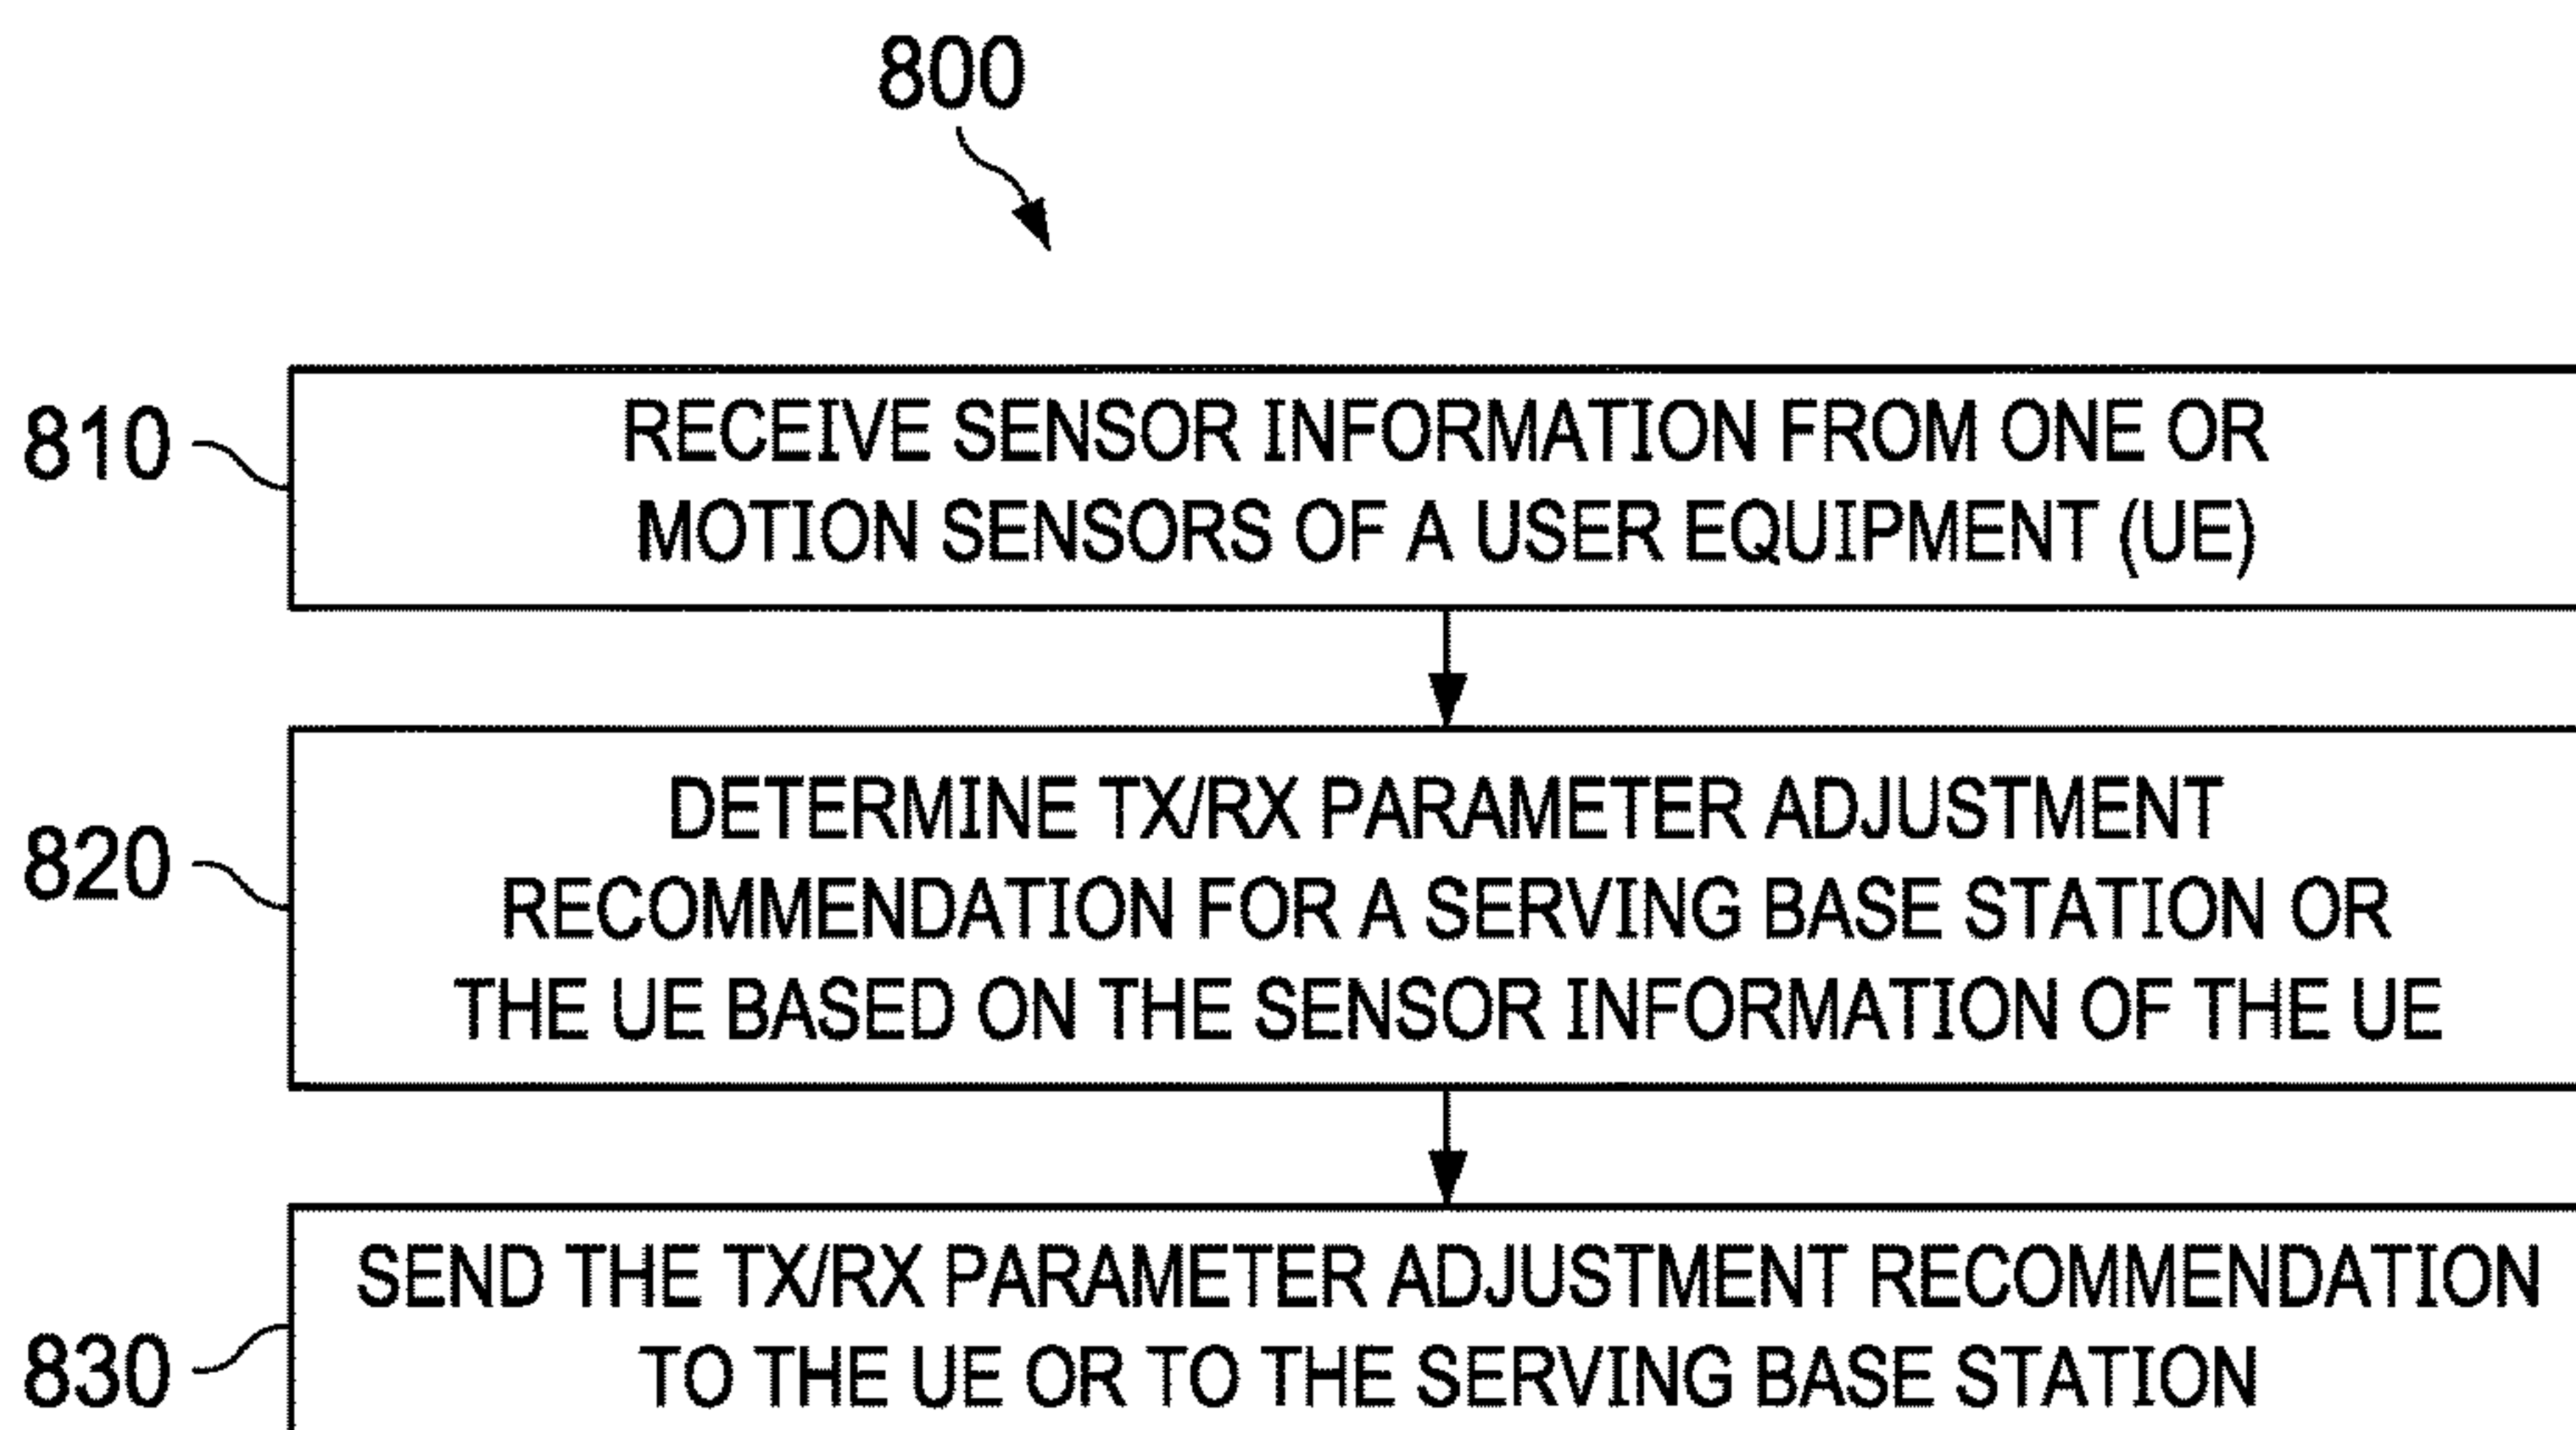 800
810
RECEIVE SENSOR INFORMATION FROM ONE OR
MOTION SENSORS OF A USER EQUIPMENT (UE)
820
DETERMINE TX/RX PARAMETER ADJUSTMENT
RECOMMENDATION FOR A SERVING BASE STATION OR
THE UE BASED ON THE SENSOR INFORMATION OF THE UE
830
SEND THE TX/RX PARAMETER ADJUSTMENT RECOMMENDATION
TO THE UE OR TO THE SERVING BASE STATION